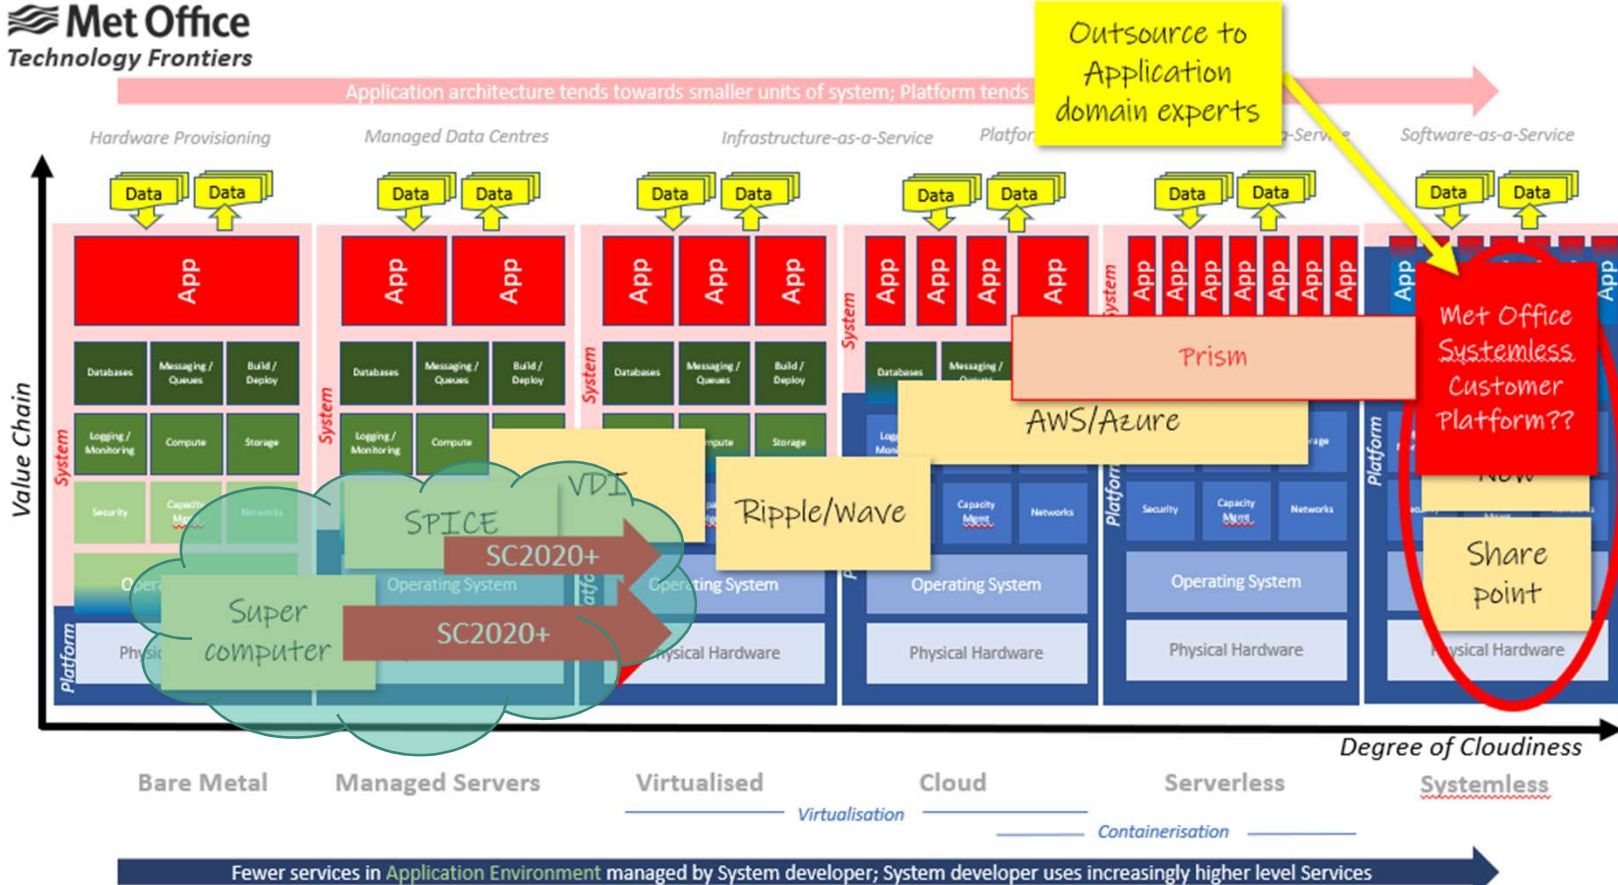 Met Office
Technology Frontiers
Outsource to
Application
domain experts
Application architecture tends towards smaller units of system; Platform tends
Hardware Provisioning
Managed Data Centres
Infrastructure-as-a-Service
Software-as-a-Service
Data Data
Data Data
Data Data
Data Data
Data Data
Data Data
Value Chain
System
App
Databases
Messaging / Queues
Build / Deploy
Logging / Monitoring
Compute
Storage
Security
Networks
Platform
System
App App
Databases
Messaging / Queues
Build / Deploy
Logging / Monitoring
Compute
Operating System
System
App App App
Databases
Messaging / Queues
Build / Deploy
Storage
System
App App App App
Databases
Messaging /
Capacity Mgmt
Networks
Operating System
Physical Hardware
System
App App App App App App App
Platform
Security
Capacity Mgmt
Networks
Operating System
Physical Hardware
Platform
App App
Prism
AWS/Azure
Met Office
Systemless
Customer
Platform??
VDI
SPICE
Ripple/Wave
SC2020+
SC2020+
Super
computer
Share
point
Degree of Cloudiness
Bare Metal
Managed Servers
Virtualised
Cloud
Serverless
Systemless
Virtualisation
Containerisation
Fewer services in Application Environment managed by System developer; System developer uses increasingly higher level Services